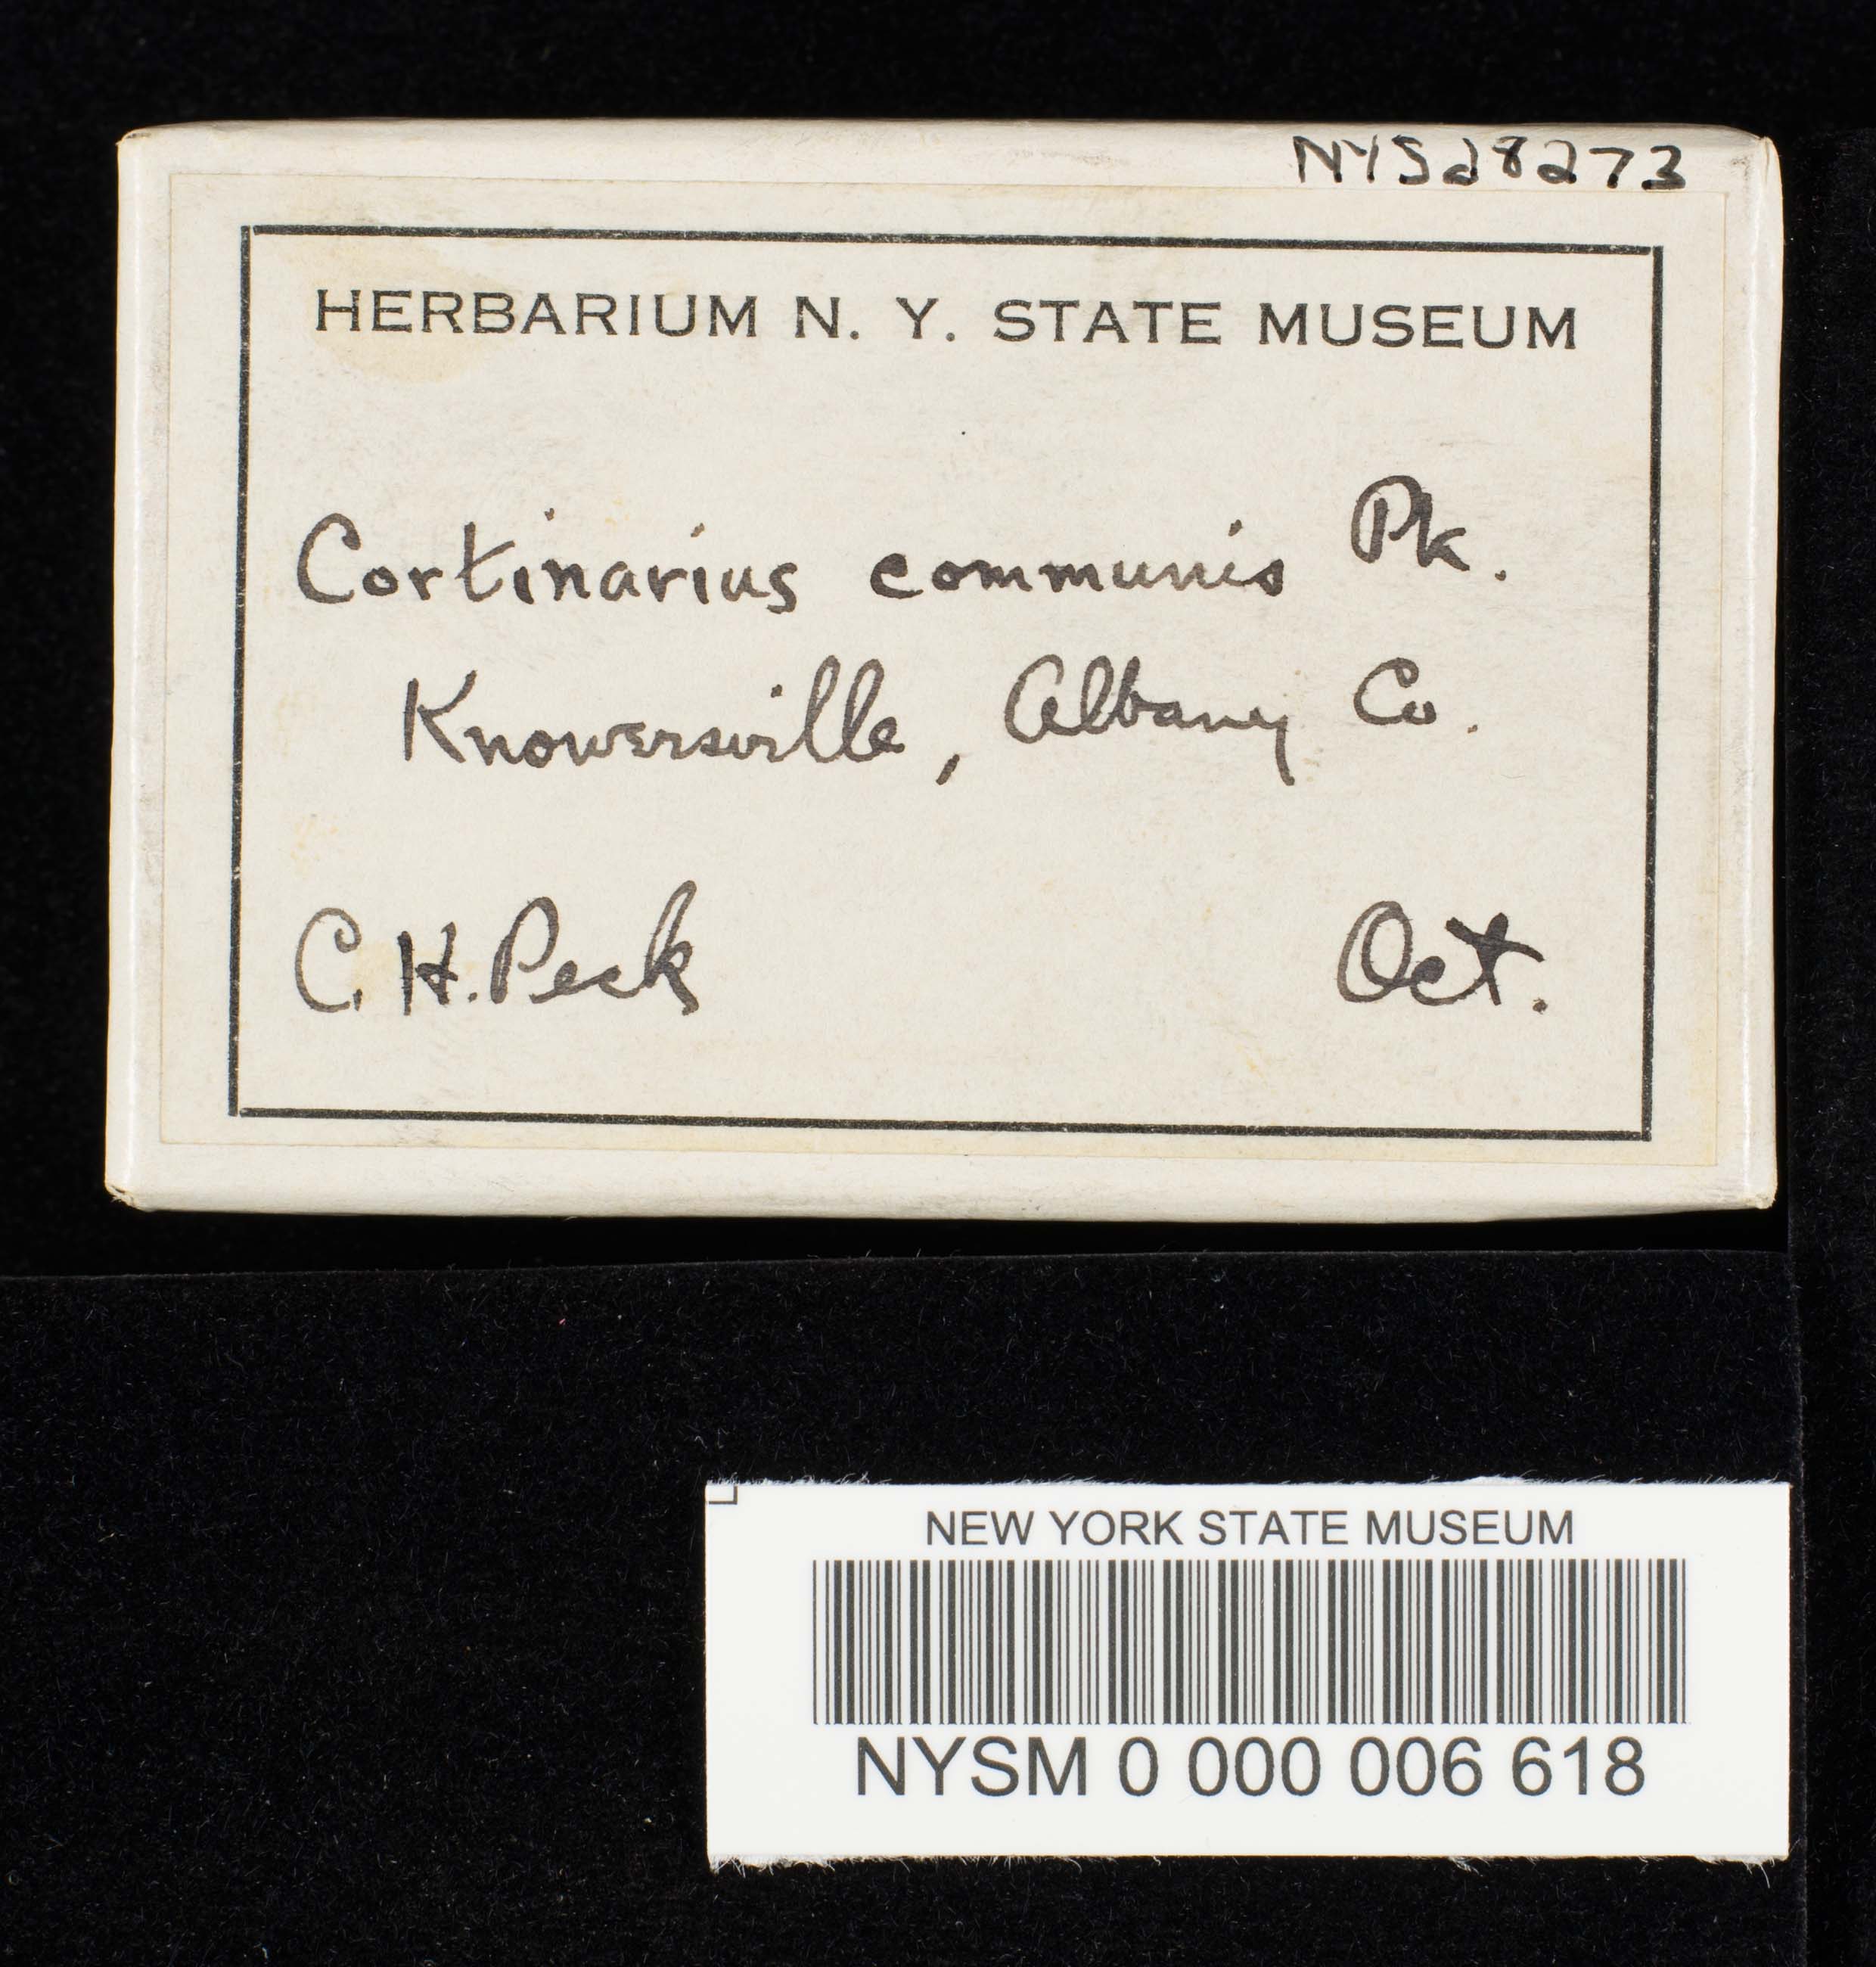 NYS28273
HERBARIUM N. Y. STATE MUSEUM
Cortinarius communis Pk.
Knowersville, Albany Co.
C. H. Peck Oct.
NEW YORK STATE MUSEUM
NYSM 0 000 006 618